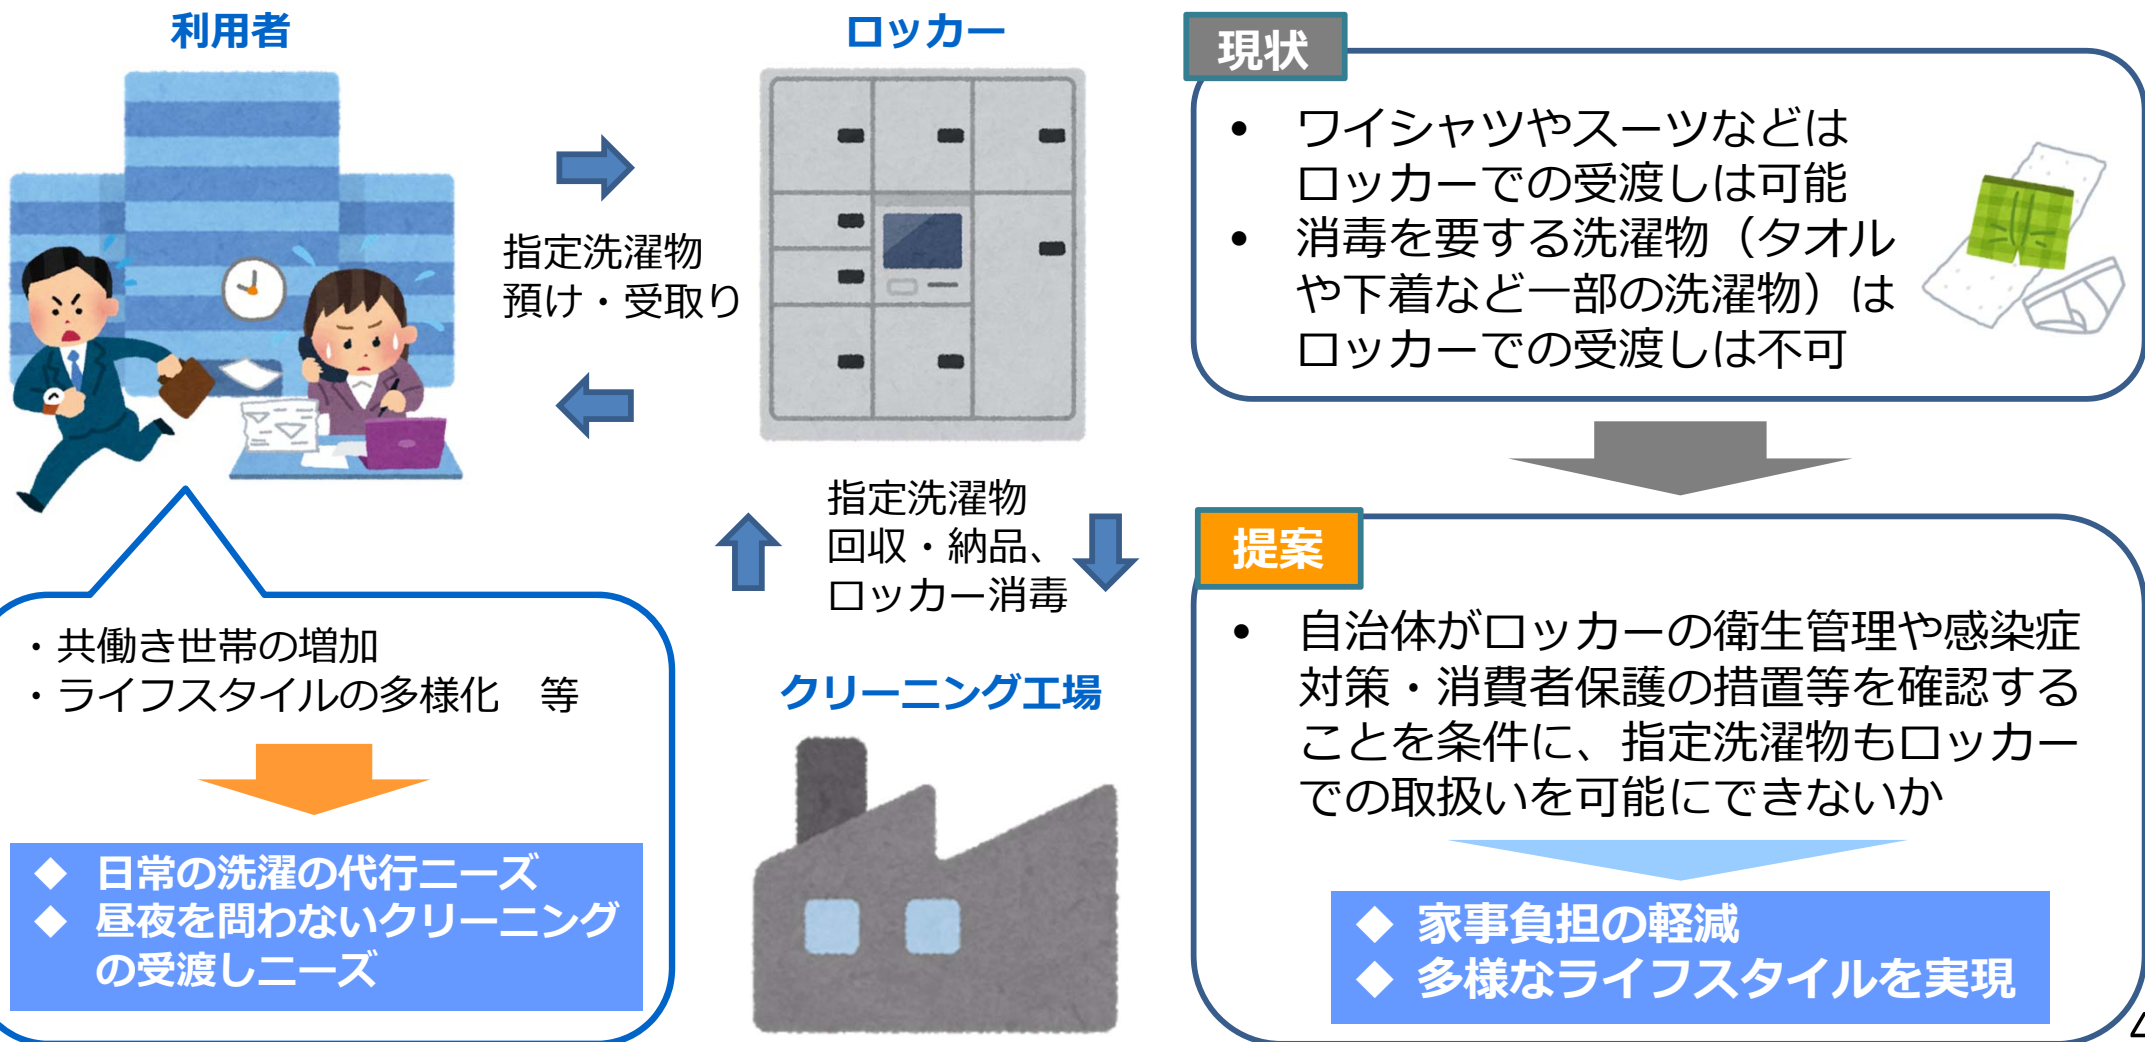 利用者
ロッカー
指定洗濯物
預け・受取り
指定洗濯物
回収・納品、
ロッカー消毒
クリーニング工場
・共働き世帯の増加
・ライフスタイルの多様化　等
◆ 日常の洗濯の代行ニーズ
◆ 昼夜を問わないクリーニング
の受渡しニーズ
現状
• ワイシャツやスーツなどは
ロッカーでの受渡しは可能
• 消毒を要する洗濯物（タオル
や下着など一部の洗濯物）は
ロッカーでの受渡しは不可
提案
• 自治体がロッカーの衛生管理や感染症
対策・消費者保護の措置等を確認する
ことを条件に、指定洗濯物もロッカー
での取扱いを可能にできないか
◆ 家事負担の軽減
◆ 多様なライフスタイルを実現